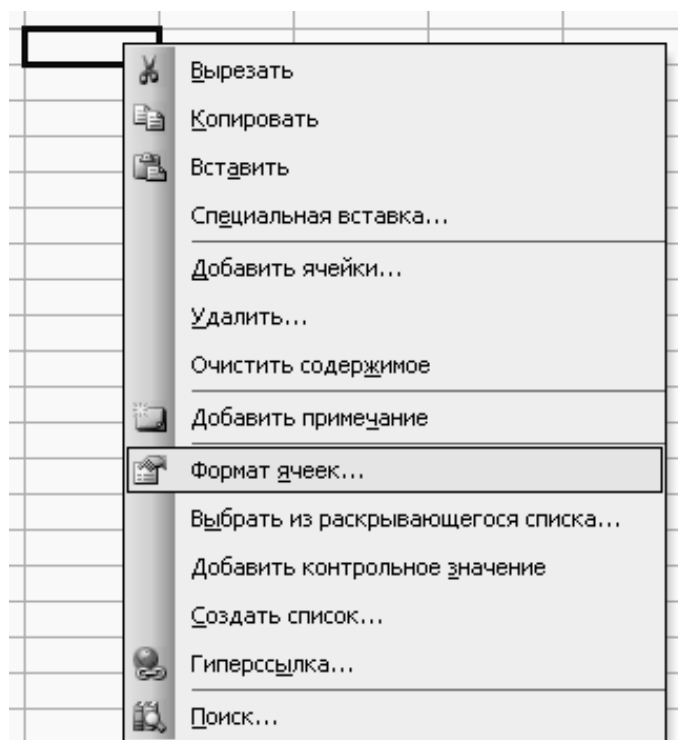 Вырезать
Копировать
Вставить
Специальная вставка...
Добавить ячейки...
Удалить...
Очистить содержимое
Добавить примечание
Формат ячеек...
Выбрать из раскрывающегося списка...
Добавить контрольное значение
Создать список...
Гиперссылка...
Поиск...